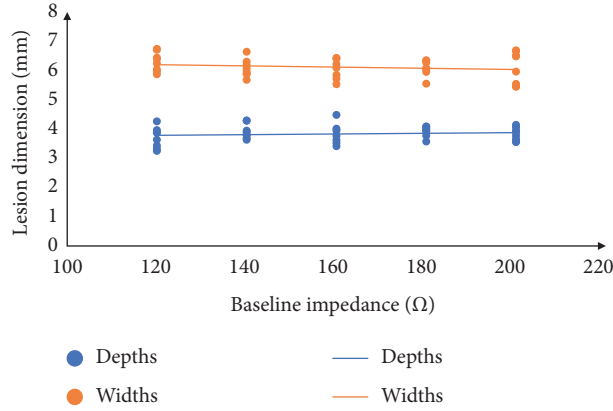 Lesion dimension (mm)
8
7
6
5
4
3
2
1
0
100 120 140 160 180 200 220
Baseline impedance (Ω)
Depths Depths
Widths Widths